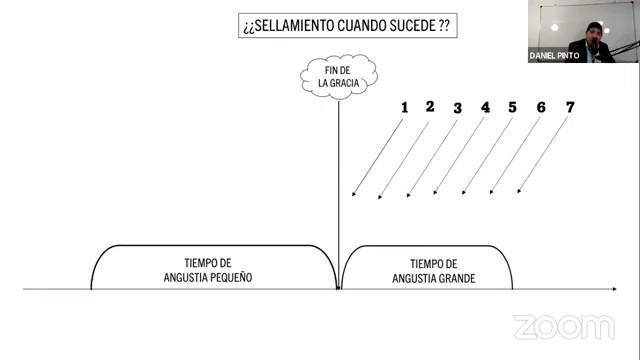 ¿¿SELLAMIENTO CUANDO SUCEDE ??
DANIEL PINTO
FIN DE
LA GRACIA
1 2 3 4 5 6 7
TIEMPO DE
ANGUSTIA PEQUEÑO
TIEMPO DE
ANGUSTIA GRANDE
zoom